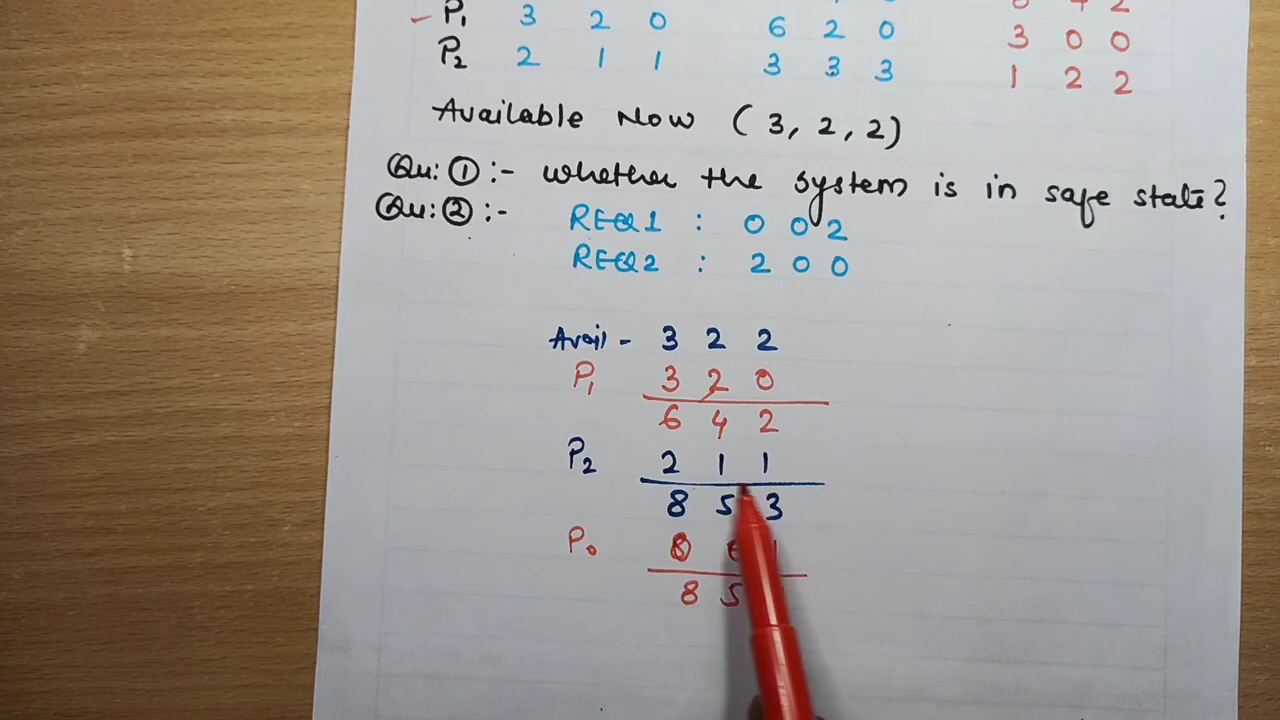 2
P1 3 2 0 6 2 0 3 0 0
P2 2 1 1 3 3 3 1 2 2
Available Now (3, 2, 2)
Qu: ① :- whether the system is in safe state?
Qu: ② :- REQ1 : 0 0 2
REQ2 : 2 0 0
Avail - 3 2 2
P1 3 2 0
6 4 2
P2 2 1 1
8 5 3
P0
8 5